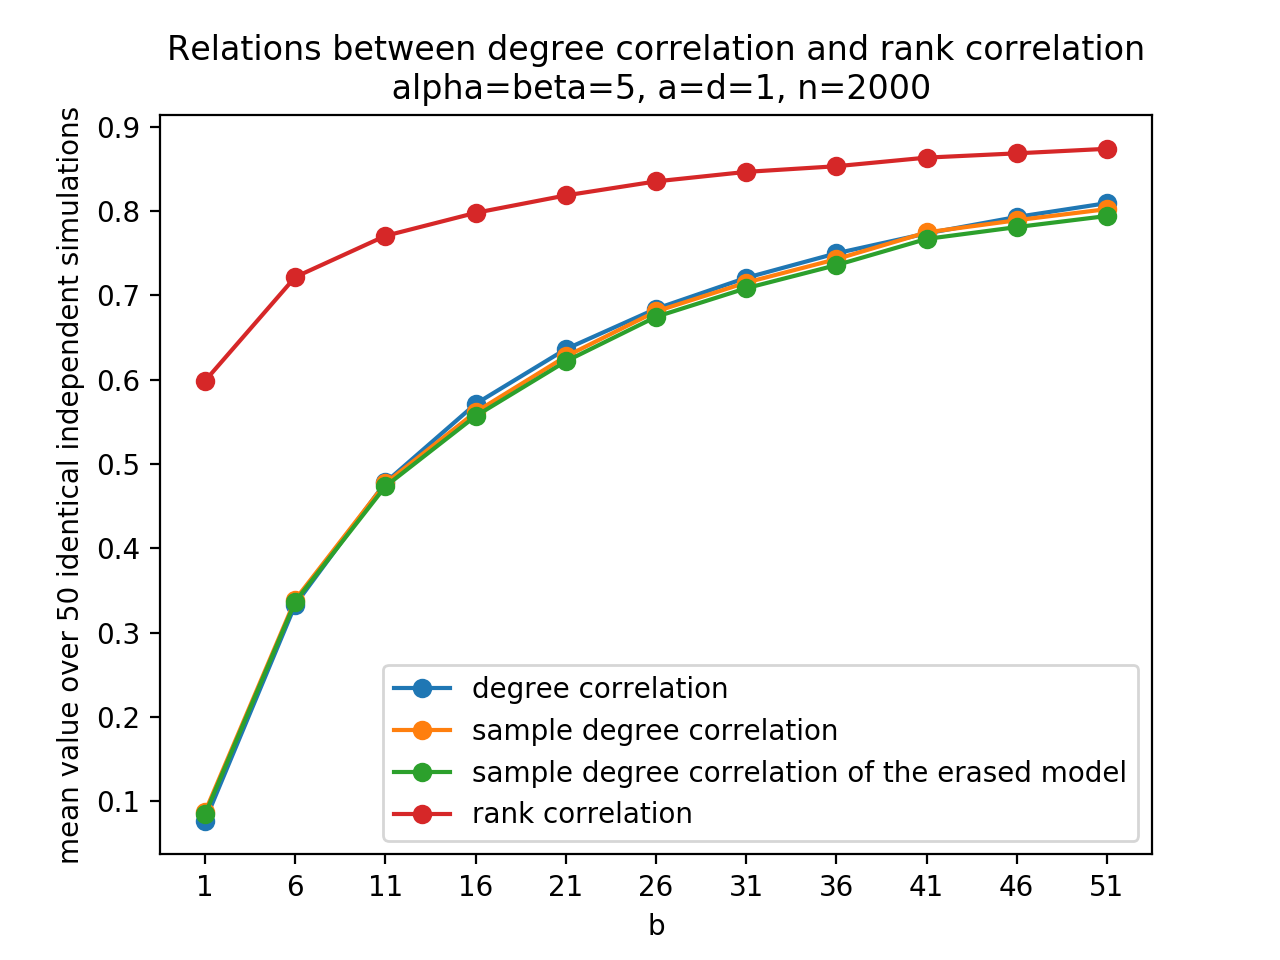 Relations between degree correlation and rank correlation
alpha=beta=5, a=d=1, n=2000
mean value over 50 identical independent simulations
0.9
0.8
0.7
0.6
0.5
0.4
0.3
0.2
0.1
degree correlation
sample degree correlation
sample degree correlation of the erased model
rank correlation
1 6 11 16 21 26 31 36 41 46 51
b